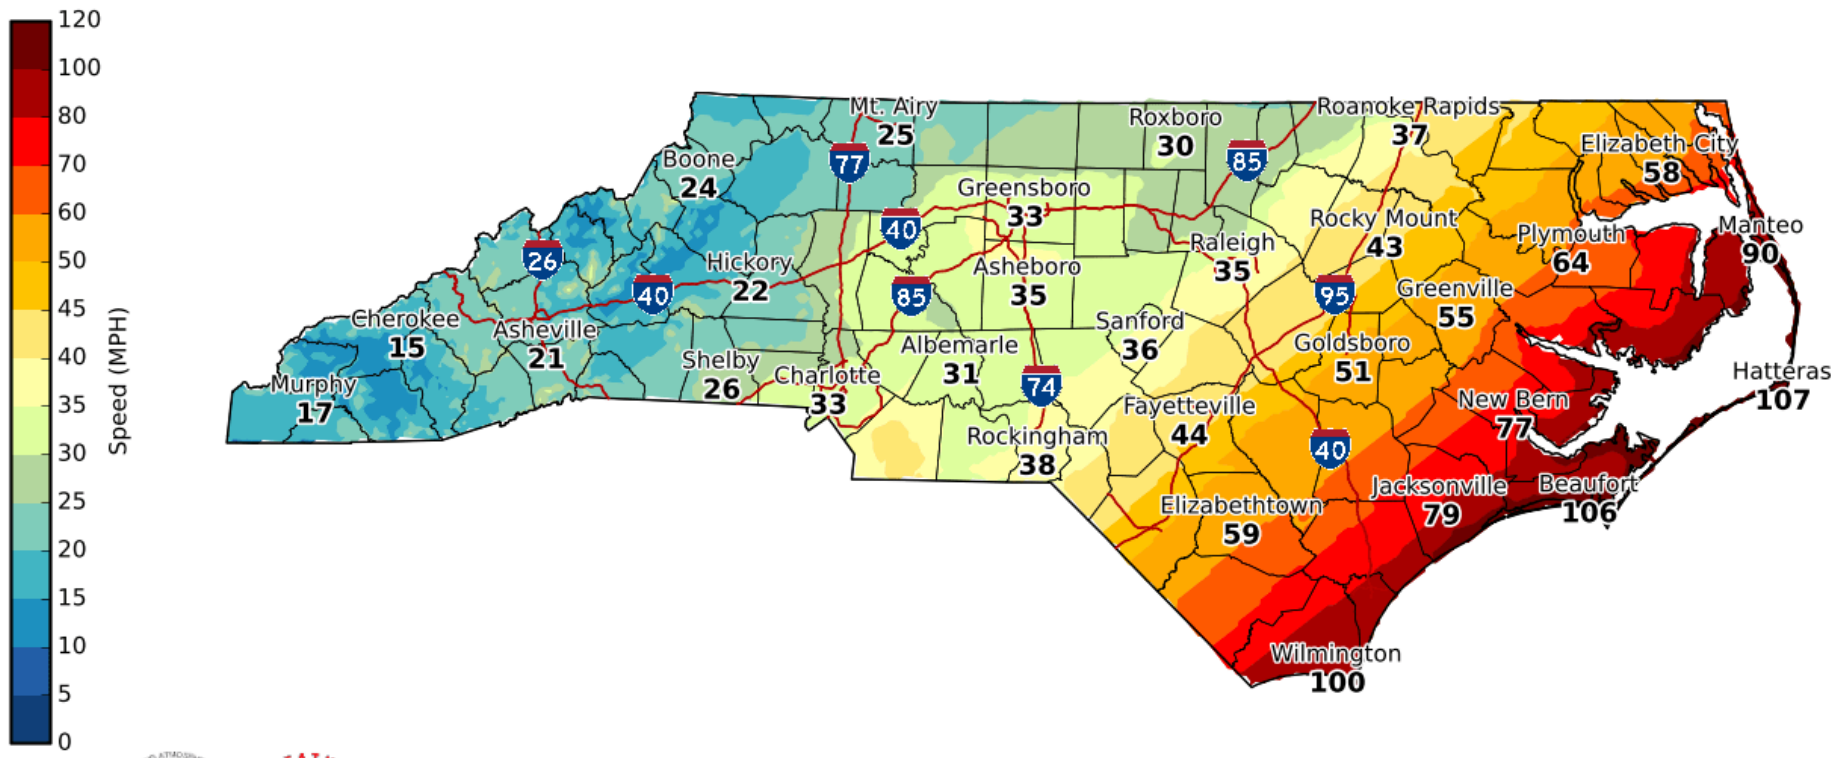 120
100
80
70
60
50
45
40
35
30
25
20
15
10
5
0
Speed (MPH)
Mt. Airy
25
77
Boone
24
Roxboro
30
85
Roanoke Rapids
37
Elizabeth City
58
Greensboro
33
40
26
Hickory
22
40
85
Asheboro
35
Raleigh
35
Rocky Mount
43
95
Plymouth
64
Manteo
90
Greenville
55
Cherokee
15
Asheville
21
Murphy
17
Shelby
26
Charlotte
33
Albemarle
31
74
Sanford
36
Goldsboro
51
Hatteras
107
New Bern
77
Fayetteville
44
40
Rockingham
38
Elizabethtown
59
Jacksonville
79
Beaufort
106
Wilmington
100